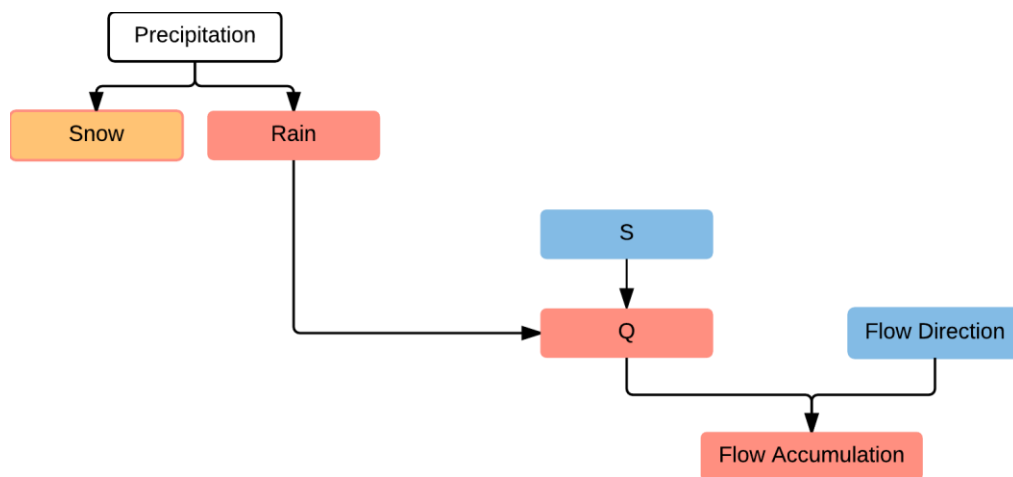 Precipitation
Snow
Rain
S
Q
Flow Direction
Flow Accumulation